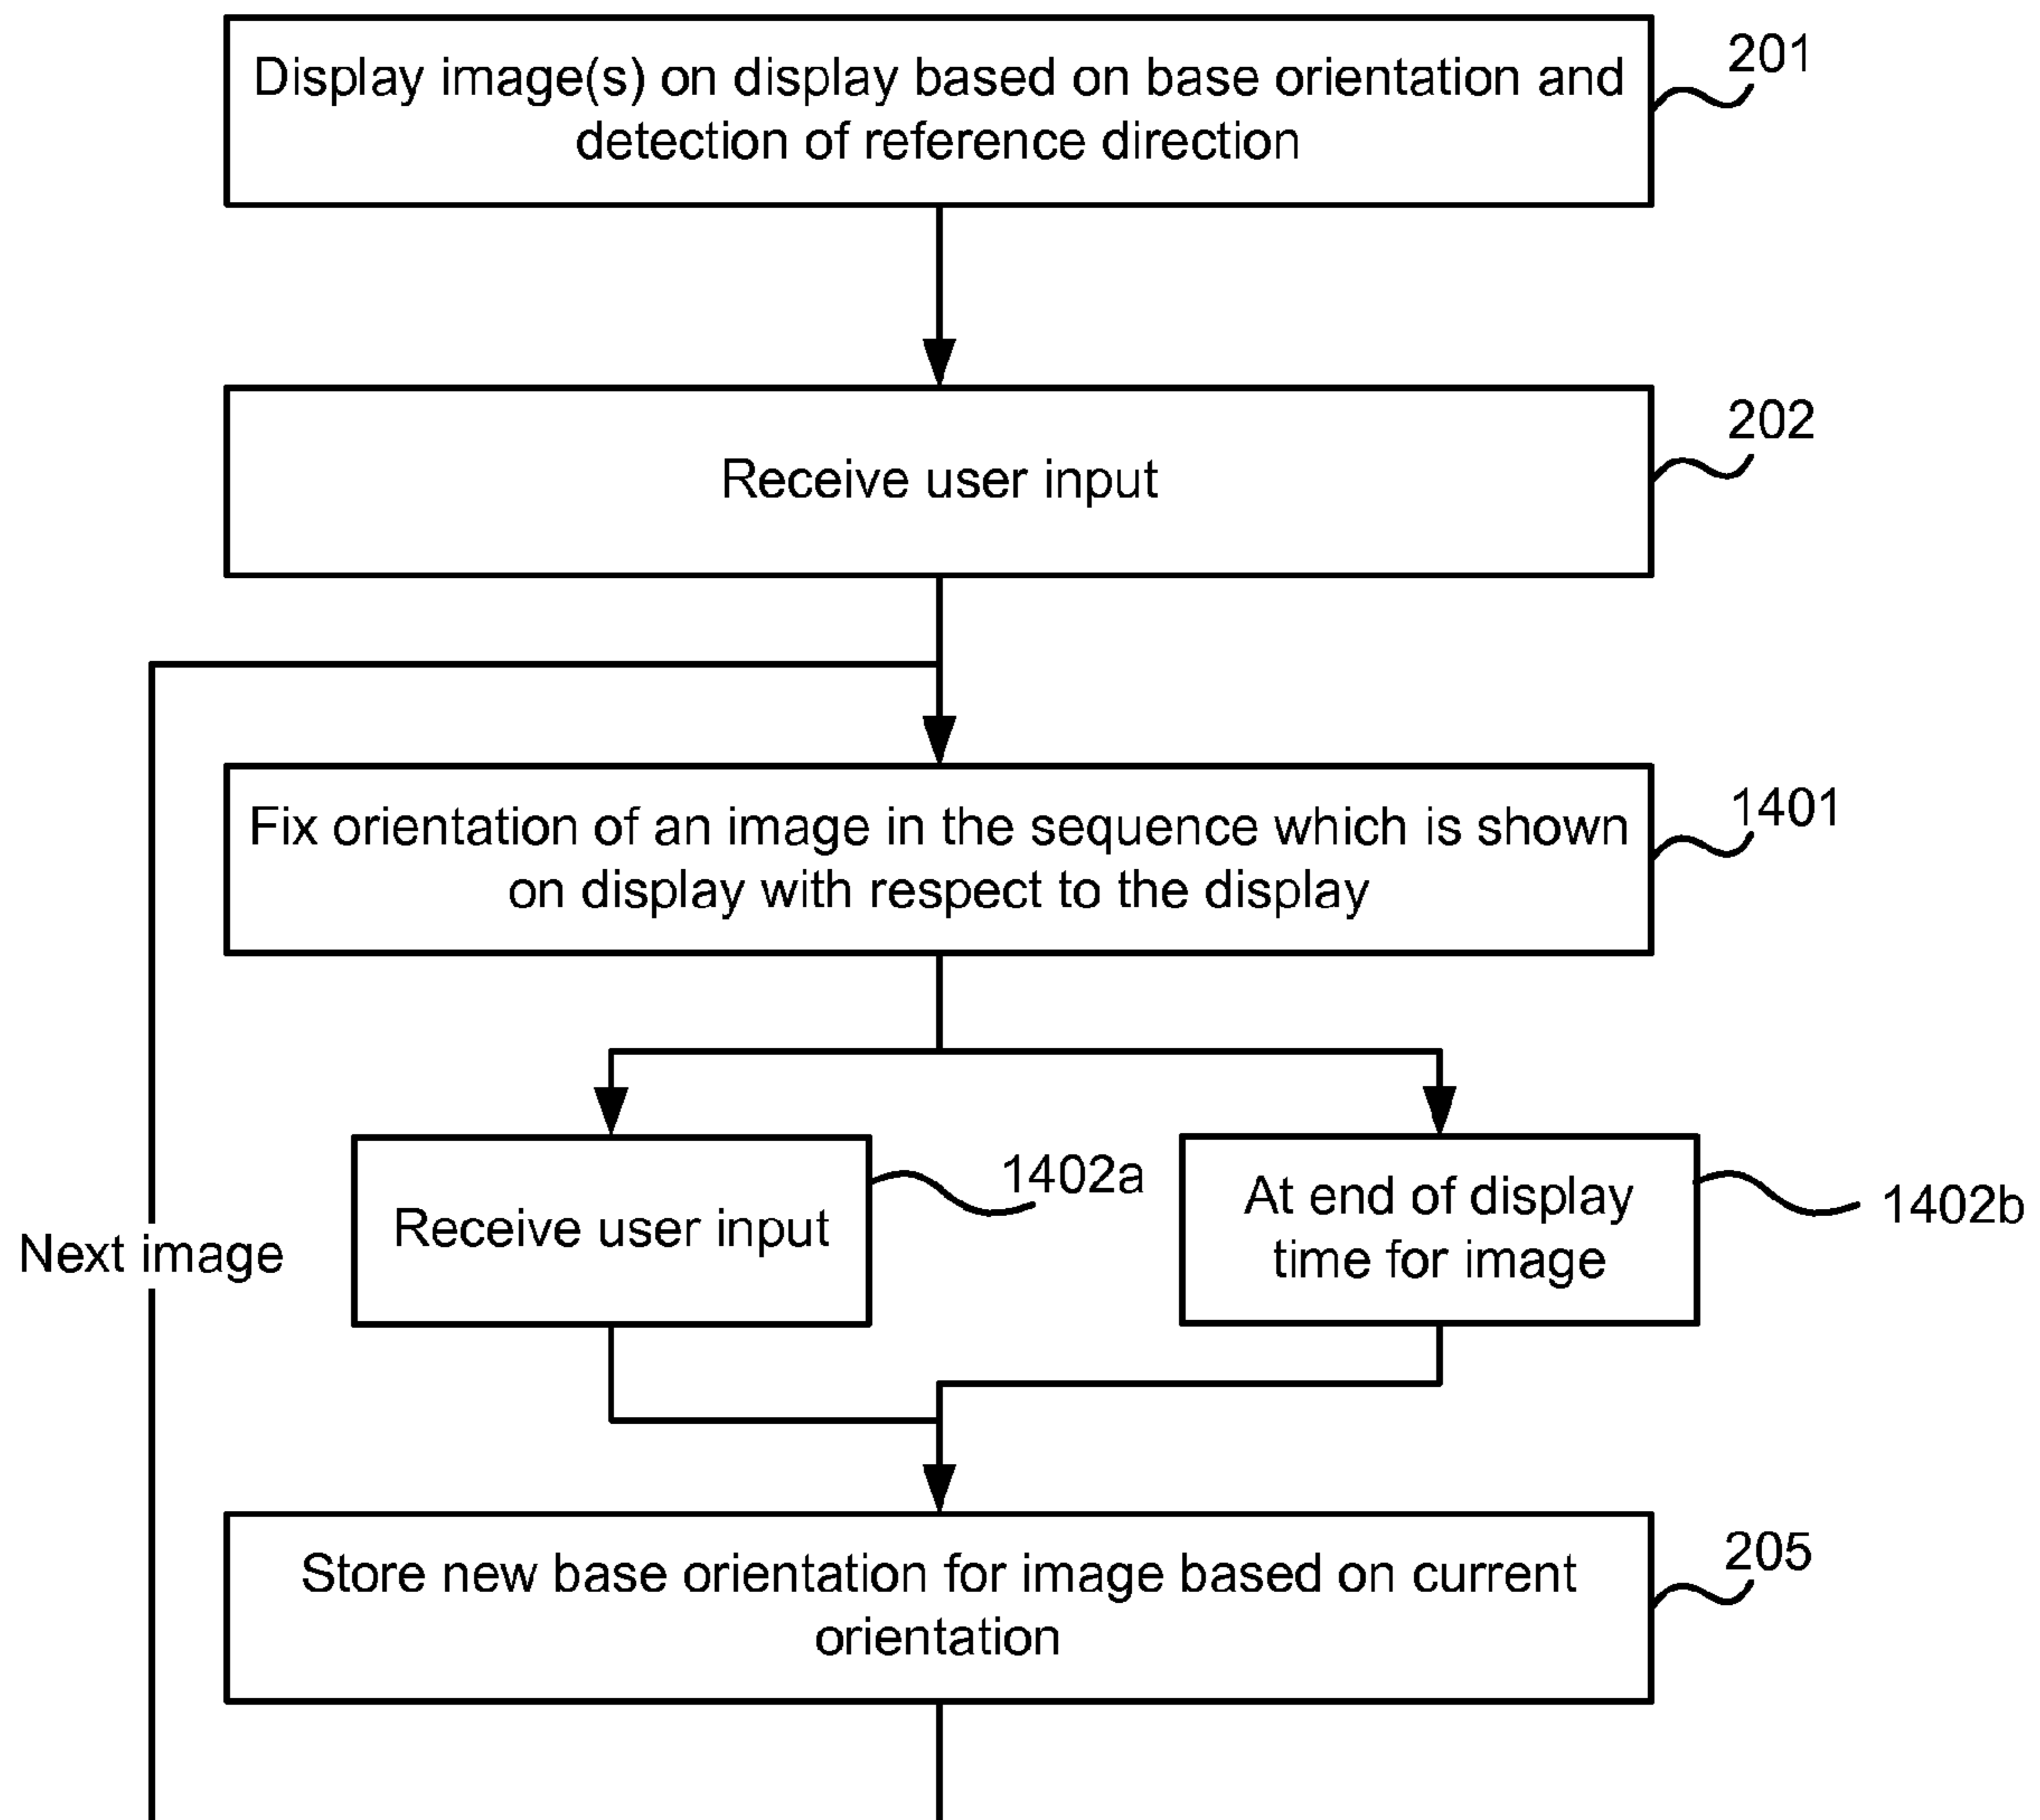 Display image(s) on display based on base orientation and
detection of reference direction
201
Receive user input
202
Fix orientation of an image in the sequence which is shown
on display with respect to the display
1401
Receive user input
1402a
At end of display
time for image
1402b
Next image
Store new base orientation for image based on current
orientation
205